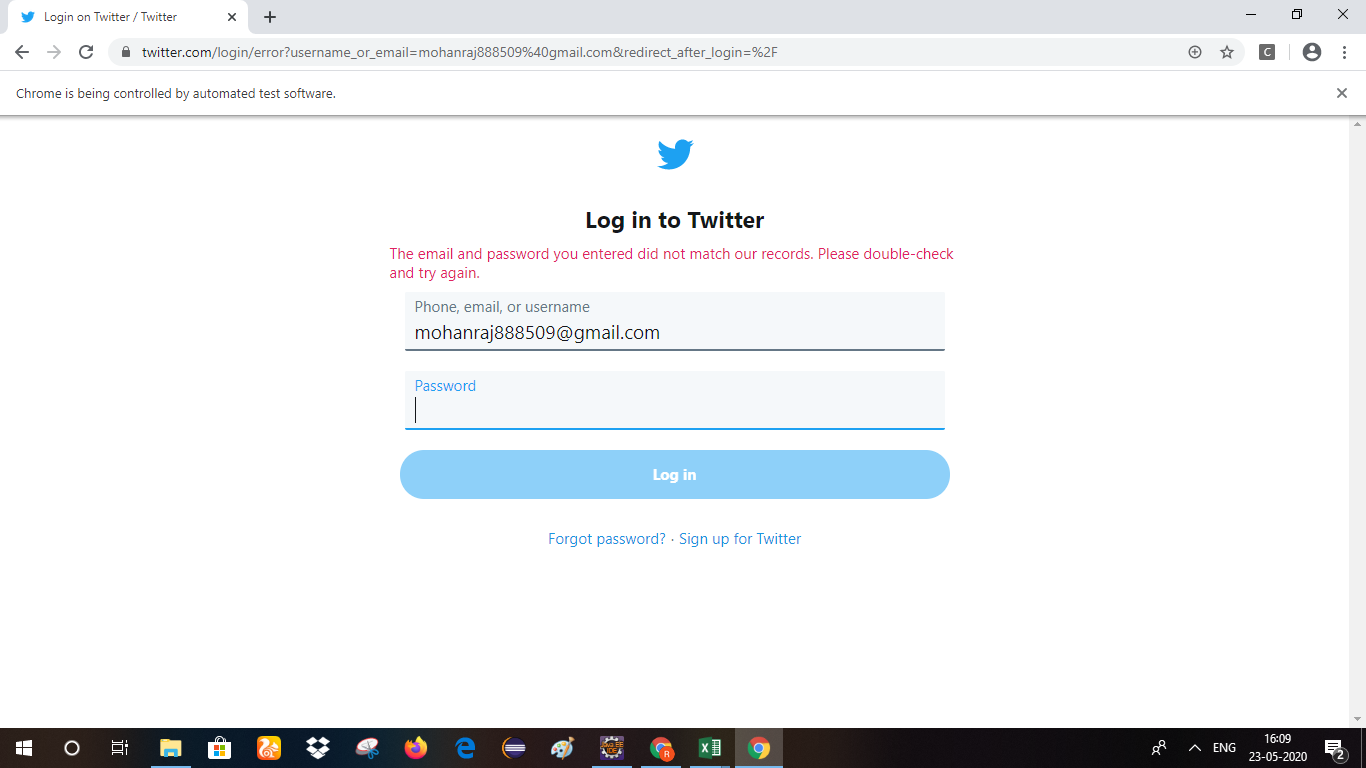 Login on Twitter / Twitter
twitter.com/login/error?username_or_email=mohanraj888509%40gmail.com&redirect_after_login=%2F
C
Chrome is being controlled by automated test software.
Log in to Twitter
The email and password you entered did not match our records. Please double-check
and try again.
Phone, email, or username
mohanraj888509@gmail.com
Password
Log in
Forgot password? · Sign up for Twitter
R
ENG
16:09
23-05-2020
2